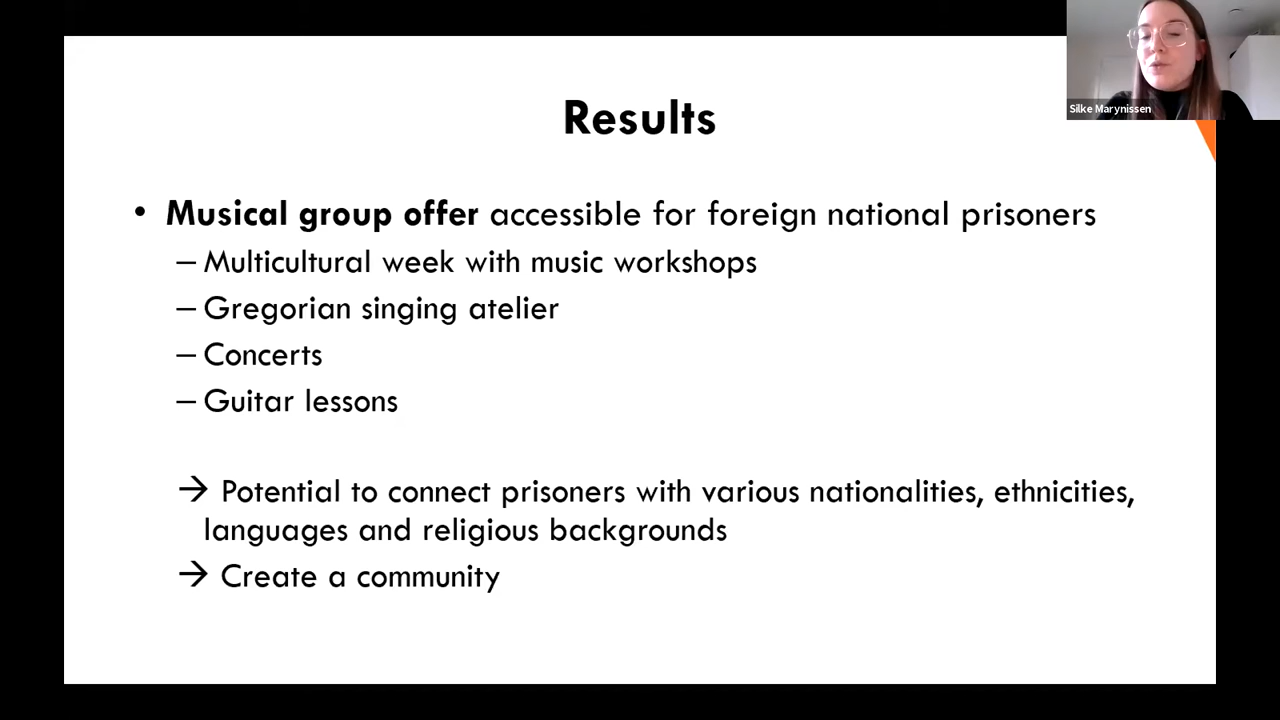 Silke Marynissen
Results
• Musical group offer accessible for foreign national prisoners
– Multicultural week with music workshops
– Gregorian singing atelier
– Concerts
– Guitar lessons
→ Potential to connect prisoners with various nationalities, ethnicities,
languages and religious backgrounds
→ Create a community